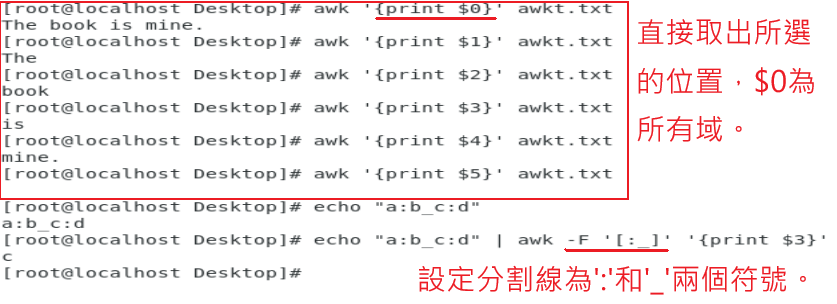 [root@localhost Desktop]# awk '{print $0}' awkt.txt
The book is mine.
[root@localhost Desktop]# awk '{print $1}' awkt.txt
The
[root@localhost Desktop]# awk '{print $2}' awkt.txt
book
[root@localhost Desktop]# awk '{print $3}' awkt.txt
is
[root@localhost Desktop]# awk '{print $4}' awkt.txt
mine.
[root@localhost Desktop]# awk '{print $5}' awkt.txt
直接取出所選
的位置，$0為
所有域。
[root@localhost Desktop]# echo "a:b_c:d"
a:b_c:d
[root@localhost Desktop]# echo "a:b_c:d" | awk -F '[:_]' '{print $3}'
c
[root@localhost Desktop]#
設定分割線為':'和'_'兩個符號。